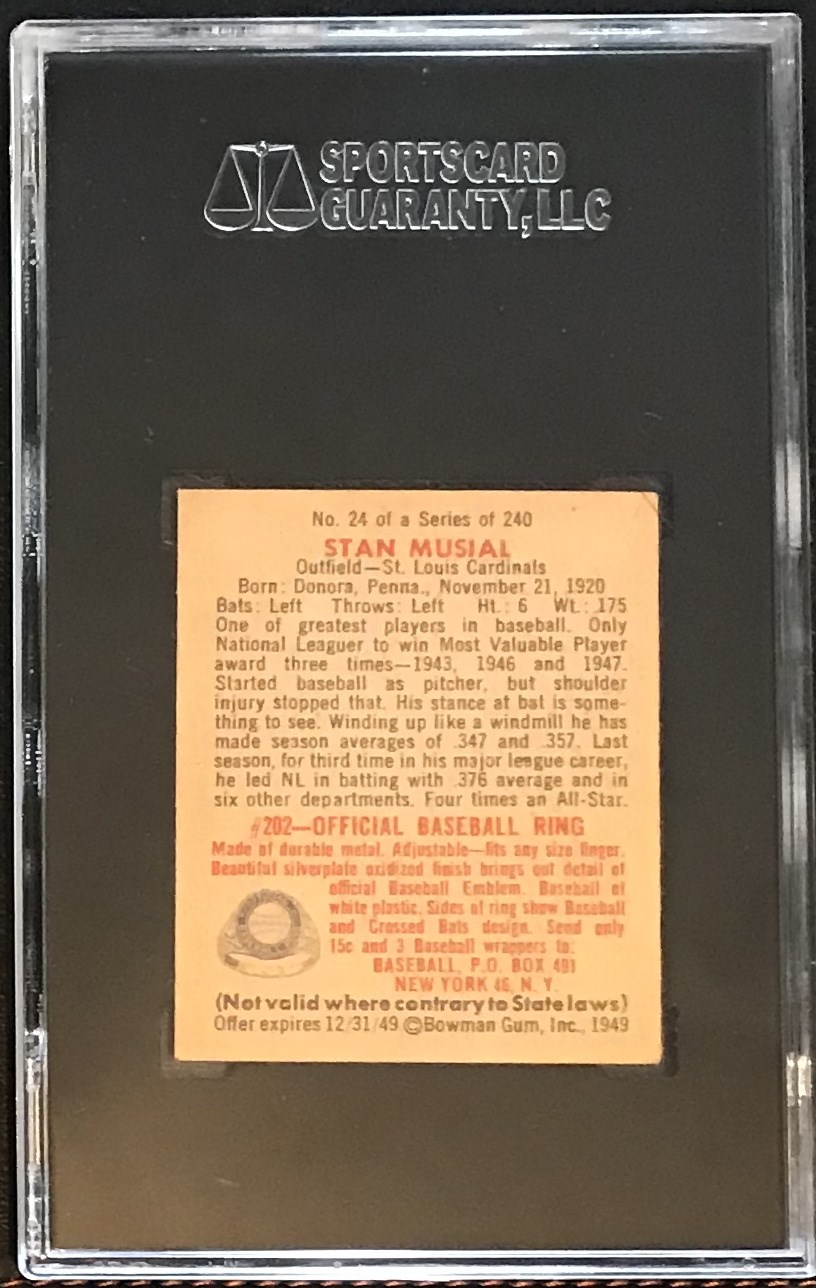 SPORTSCARD
GUARANTY, LLC
No. 24 of a Series of 240
STAN MUSIAL
Outfield—St. Louis Cardinals
Born: Donora, Penna., November 21, 1920
Bats: Left Throws: Left Ht.: 6 Wt.: 175
One of greatest players in baseball. Only
National Leaguer to win Most Valuable Player
award three times—1943, 1946 and 1947.
Started baseball as pitcher, but shoulder
injury stopped that. His stance at bat is some-
thing to see. Winding up like a windmill he has
made season averages of .347 and .357. Last
season, for third time in his major league career,
he led NL in batting with .376 average and in
six other departments. Four times an All-Star.
#202—OFFICIAL BASEBALL RING
Made of durable metal. Adjustable—fits any size finger.
Beautiful silverplate oxidized finish brings out detail of
official Baseball Emblem. Baseball of
white plastic. Sides of ring show Baseball
and Crossed Bats design. Send only
15c and 3 Baseball wrappers to:
BASEBALL, P.O. BOX 491
NEW YORK 46, N. Y.
(Not valid where contrary to State laws)
Offer expires 12/31/49 ©Bowman Gum, Inc., 1949